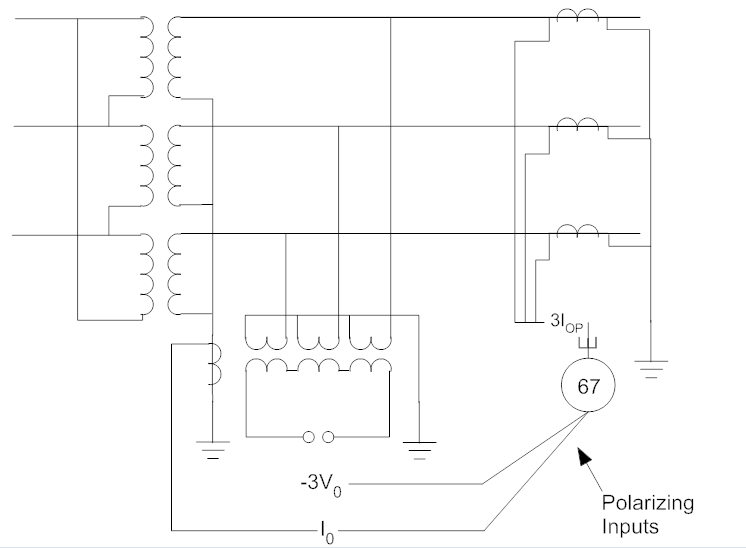 3I_OP
67
-3V_0
I_0
Polarizing
Inputs